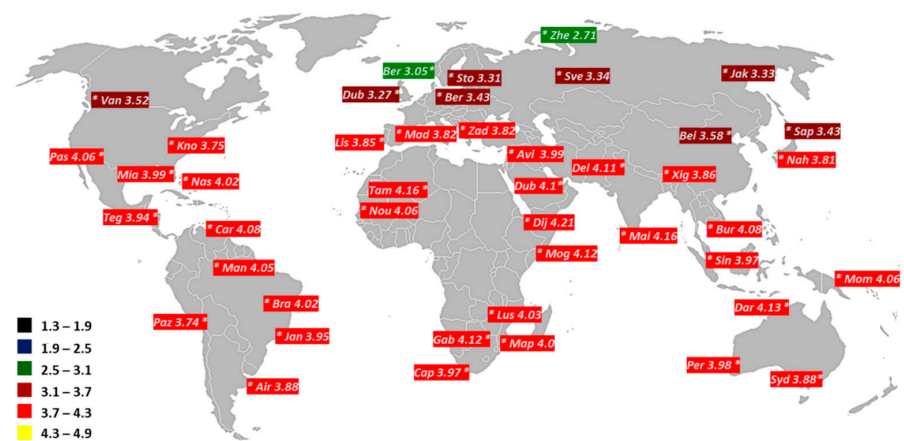 * Zhe 2.71
Ber 3.05*
* Sto 3.31
* Sve 3.34
* Jak 3.33
Dub 3.27*
* Ber 3.43
* Van 3.52
Bei 3.58 *
* Sap 3.43
* Kno 3.75
Lis 3.85*
* Mad 3.82
* Zad 3.82
Pas 4.06*
* Avi 3.99
* Nah 3.81
Mia 3.99*
* Nas 4.02
Del 4.11*
* Xig 3.86
Tam 4.16*
Dub 4.1*
* Nou 4.06
Teg 3.94*
* Dij 4.21
* Car 4.08
* Mal 4.16
* Bur 4.08
* Mog 4.12
* Sin 3.97
* Man 4.05
* Mom 4.06
* Bra 4.02
Dar 4.13*
* Lus 4.03
Paz 3.74*
* Jan 3.95
Gab 4.12*
* Map 4.0
Per 3.98*
Cap 3.97*
Syd 3.88*
* Air 3.88
1.3 – 1.9
1.9 – 2.5
2.5 – 3.1
3.1 – 3.7
3.7 – 4.3
4.3 – 4.9